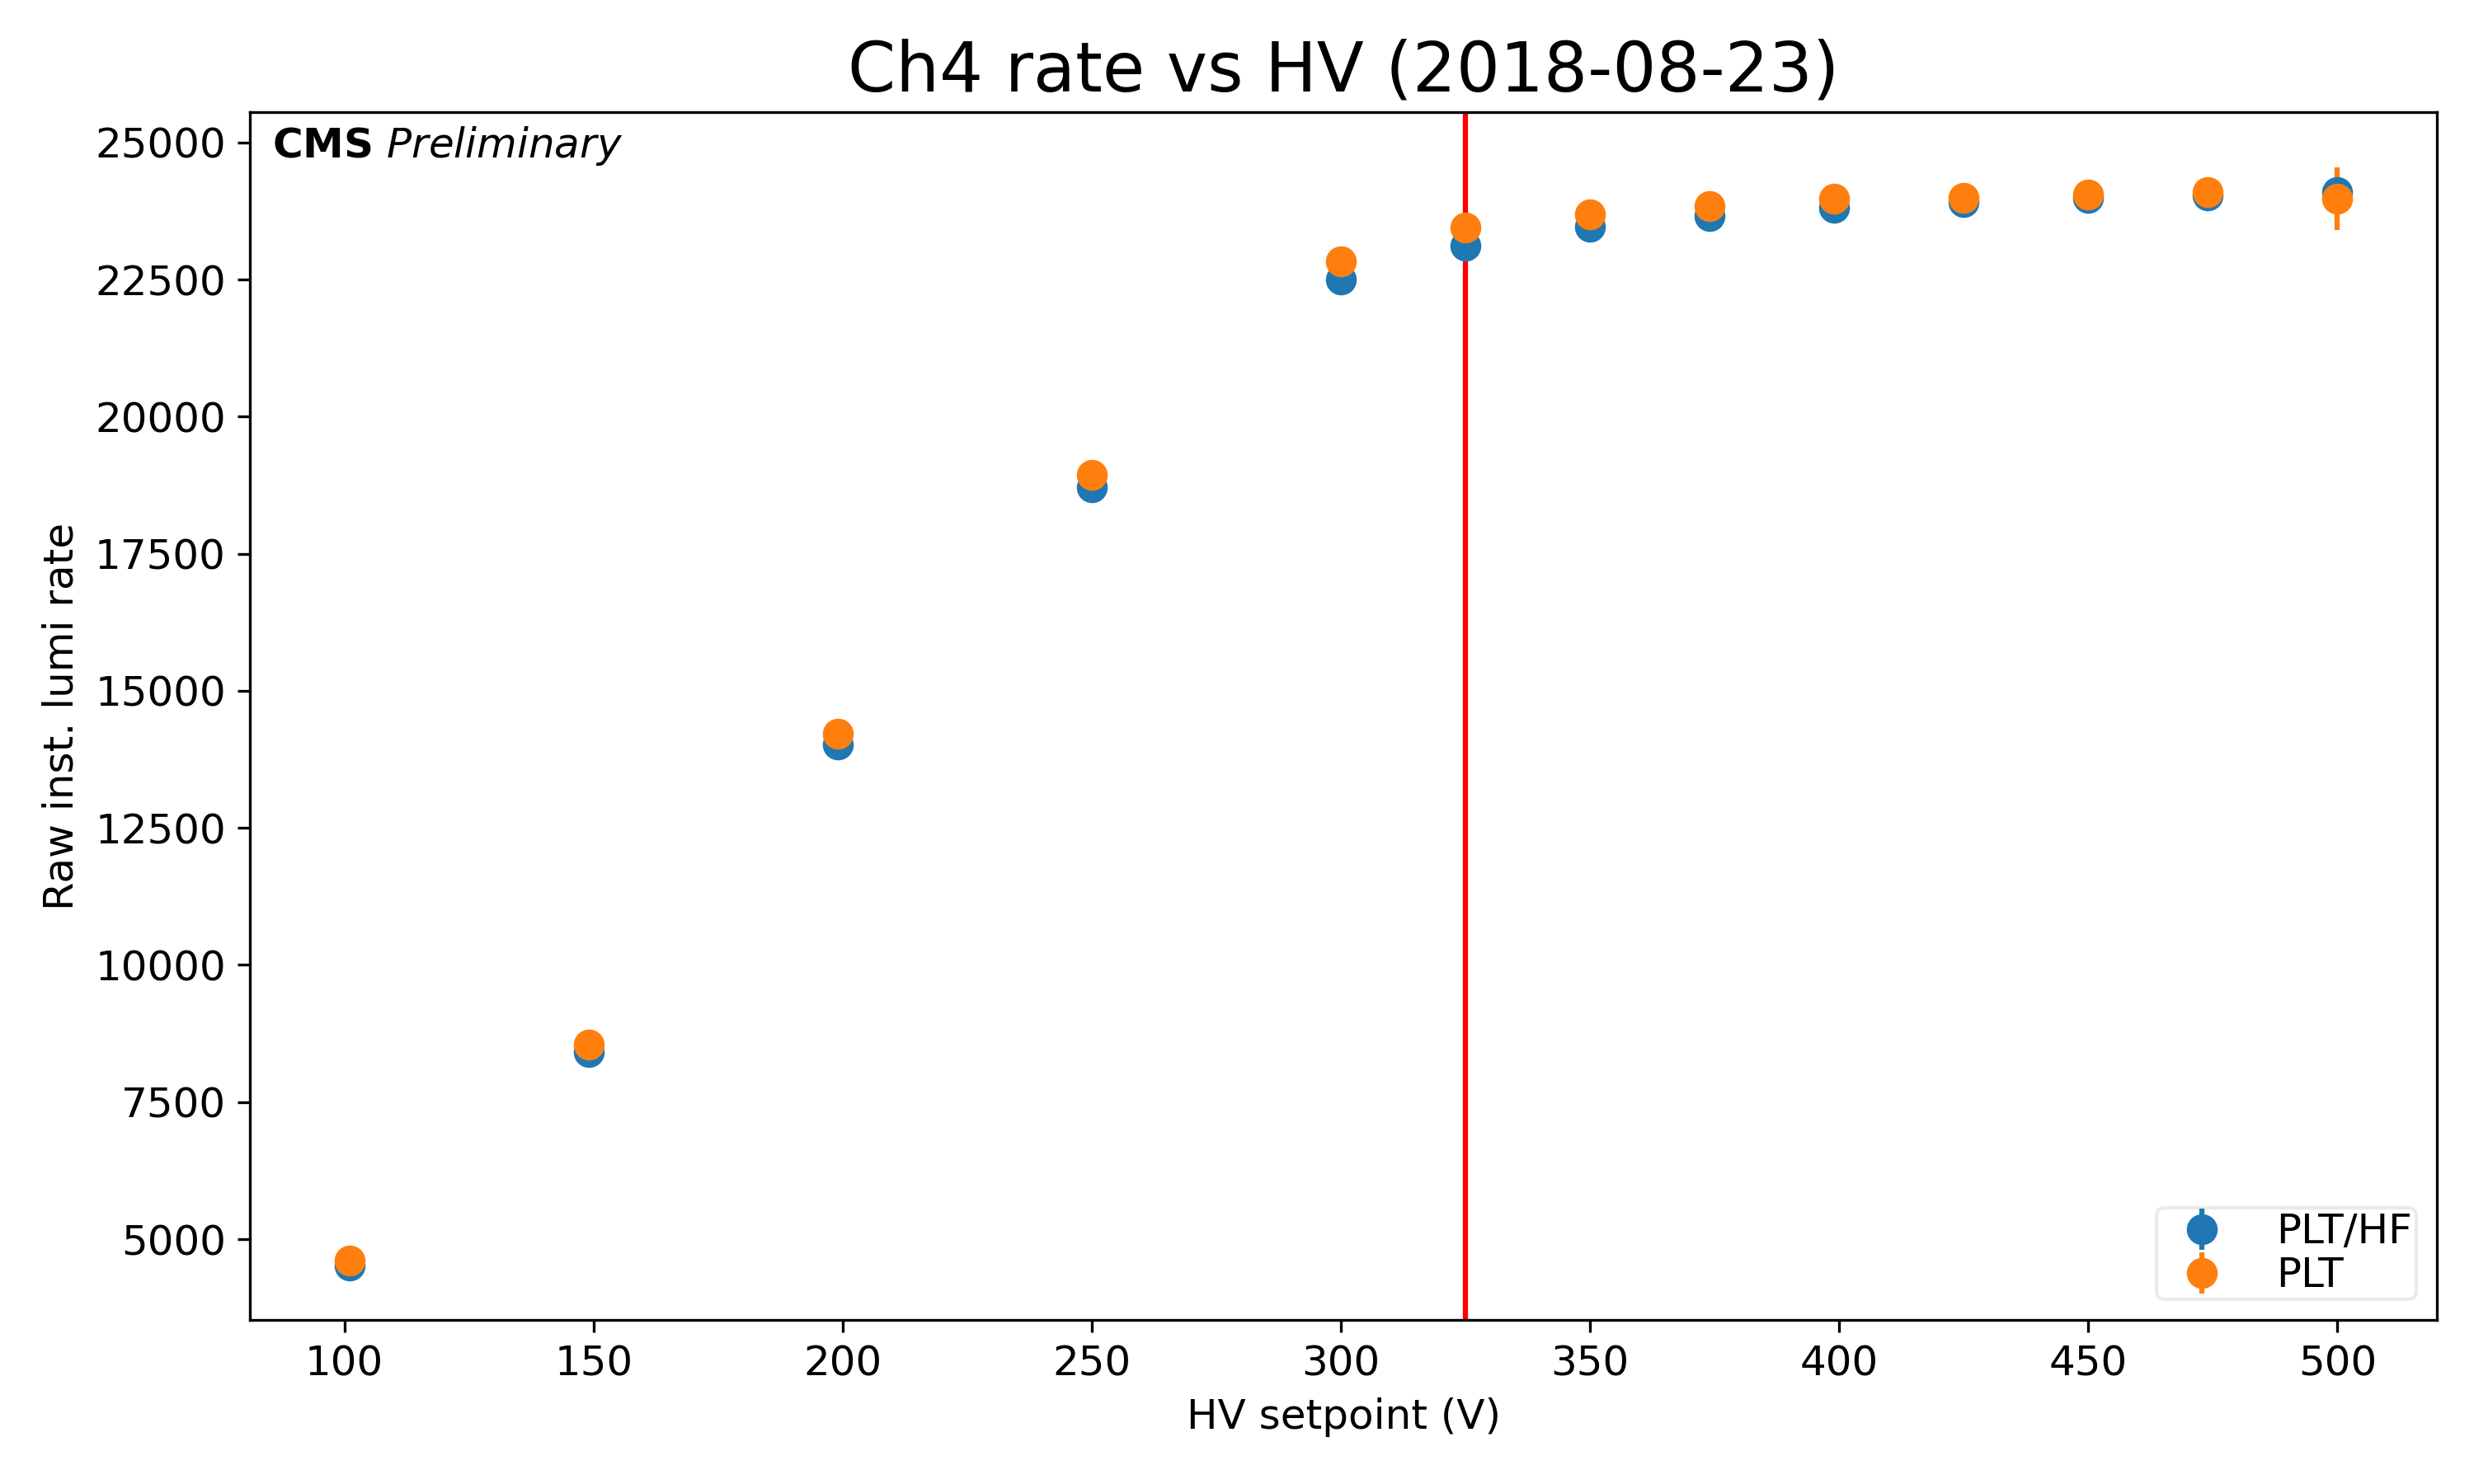 Ch4 rate vs HV (2018-08-23)
CMS Preliminary
25000
22500
20000
17500
15000
12500
10000
7500
5000
Raw inst. lumi rate
PLT/HF
PLT
100 150 200 250 300 350 400 450 500
HV setpoint (V)